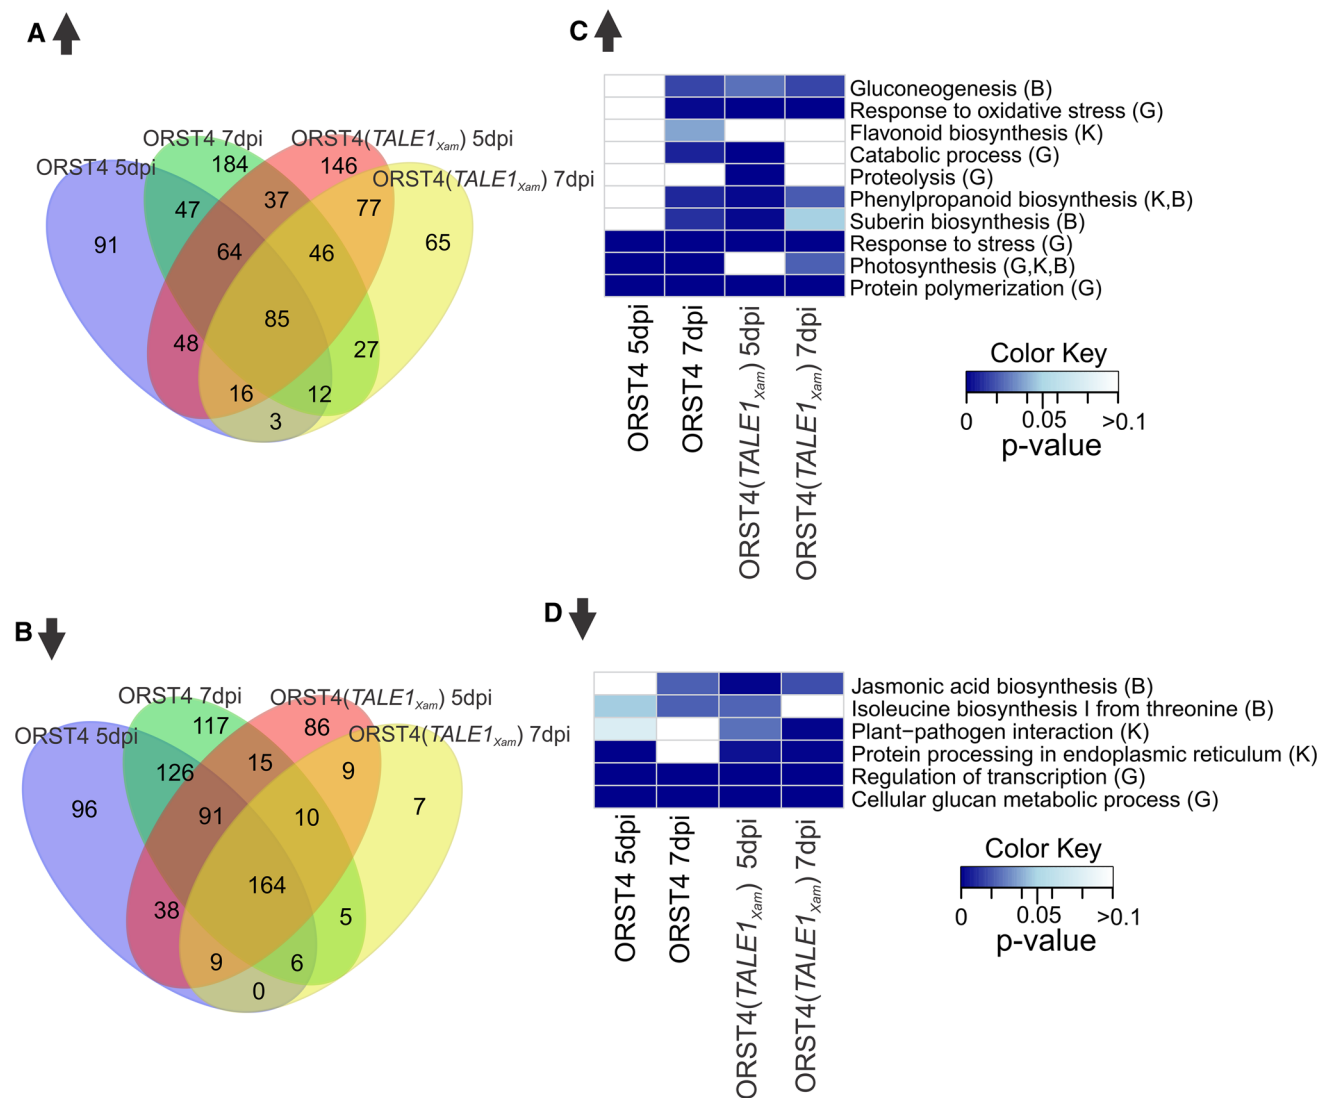 A
ORST4 7dpi
ORST4(TALE1Xam) 5dpi
ORST4 5dpi
184
146
ORST4(TALE1Xam) 7dpi
47
37
77
91
64
46
65
85
48
27
16
12
3
C
Gluconeogenesis (B)
Response to oxidative stress (G)
Flavonoid biosynthesis (K)
Catabolic process (G)
Proteolysis (G)
Phenylpropanoid biosynthesis (K,B)
Suberin biosynthesis (B)
Response to stress (G)
Photosynthesis (G,K,B)
Protein polymerization (G)
ORST4 5dpi
ORST4 7dpi
ORST4(TALE1Xam) 5dpi
ORST4(TALE1Xam) 7dpi
Color Key
0 0.05 >0.1
p-value
B
ORST4 7dpi
ORST4(TALE1Xam) 5dpi
ORST4 5dpi
117
86
ORST4(TALE1Xam) 7dpi
126
15
9
96
91
10
7
164
38
5
9
6
0
D
Jasmonic acid biosynthesis (B)
Isoleucine biosynthesis I from threonine (B)
Plant−pathogen interaction (K)
Protein processing in endoplasmic reticulum (K)
Regulation of transcription (G)
Cellular glucan metabolic process (G)
ORST4 5dpi
ORST4 7dpi
ORST4(TALE1Xam) 5dpi
ORST4(TALE1Xam) 7dpi
Color Key
0 0.05 >0.1
p-value